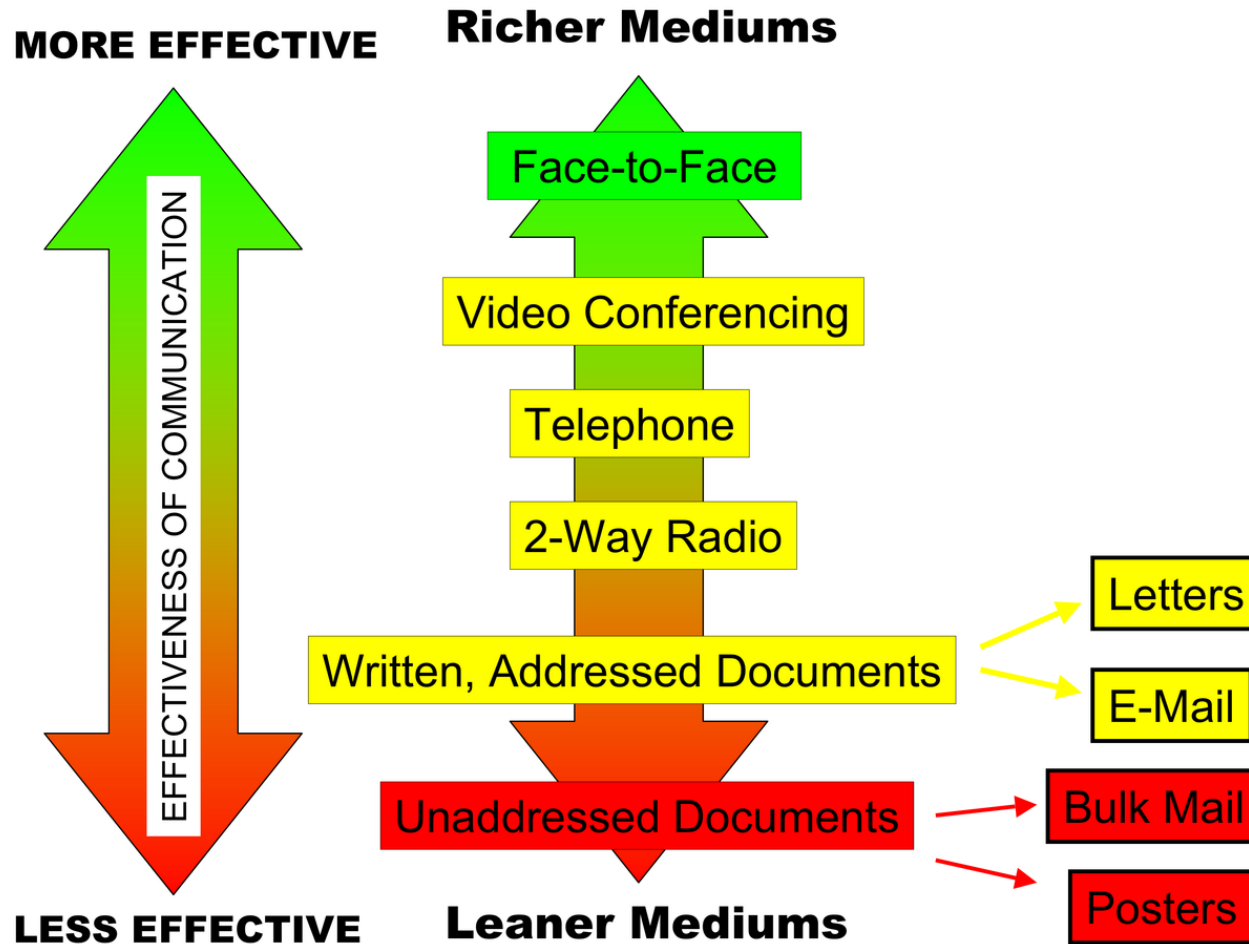 MORE EFFECTIVE
Richer Mediums
EFFECTIVENESS OF COMMUNICATION
Face-to-Face
Video Conferencing
Telephone
2-Way Radio
Written, Addressed Documents
Letters
E-Mail
Unaddressed Documents
Bulk Mail
Posters
LESS EFFECTIVE
Leaner Mediums